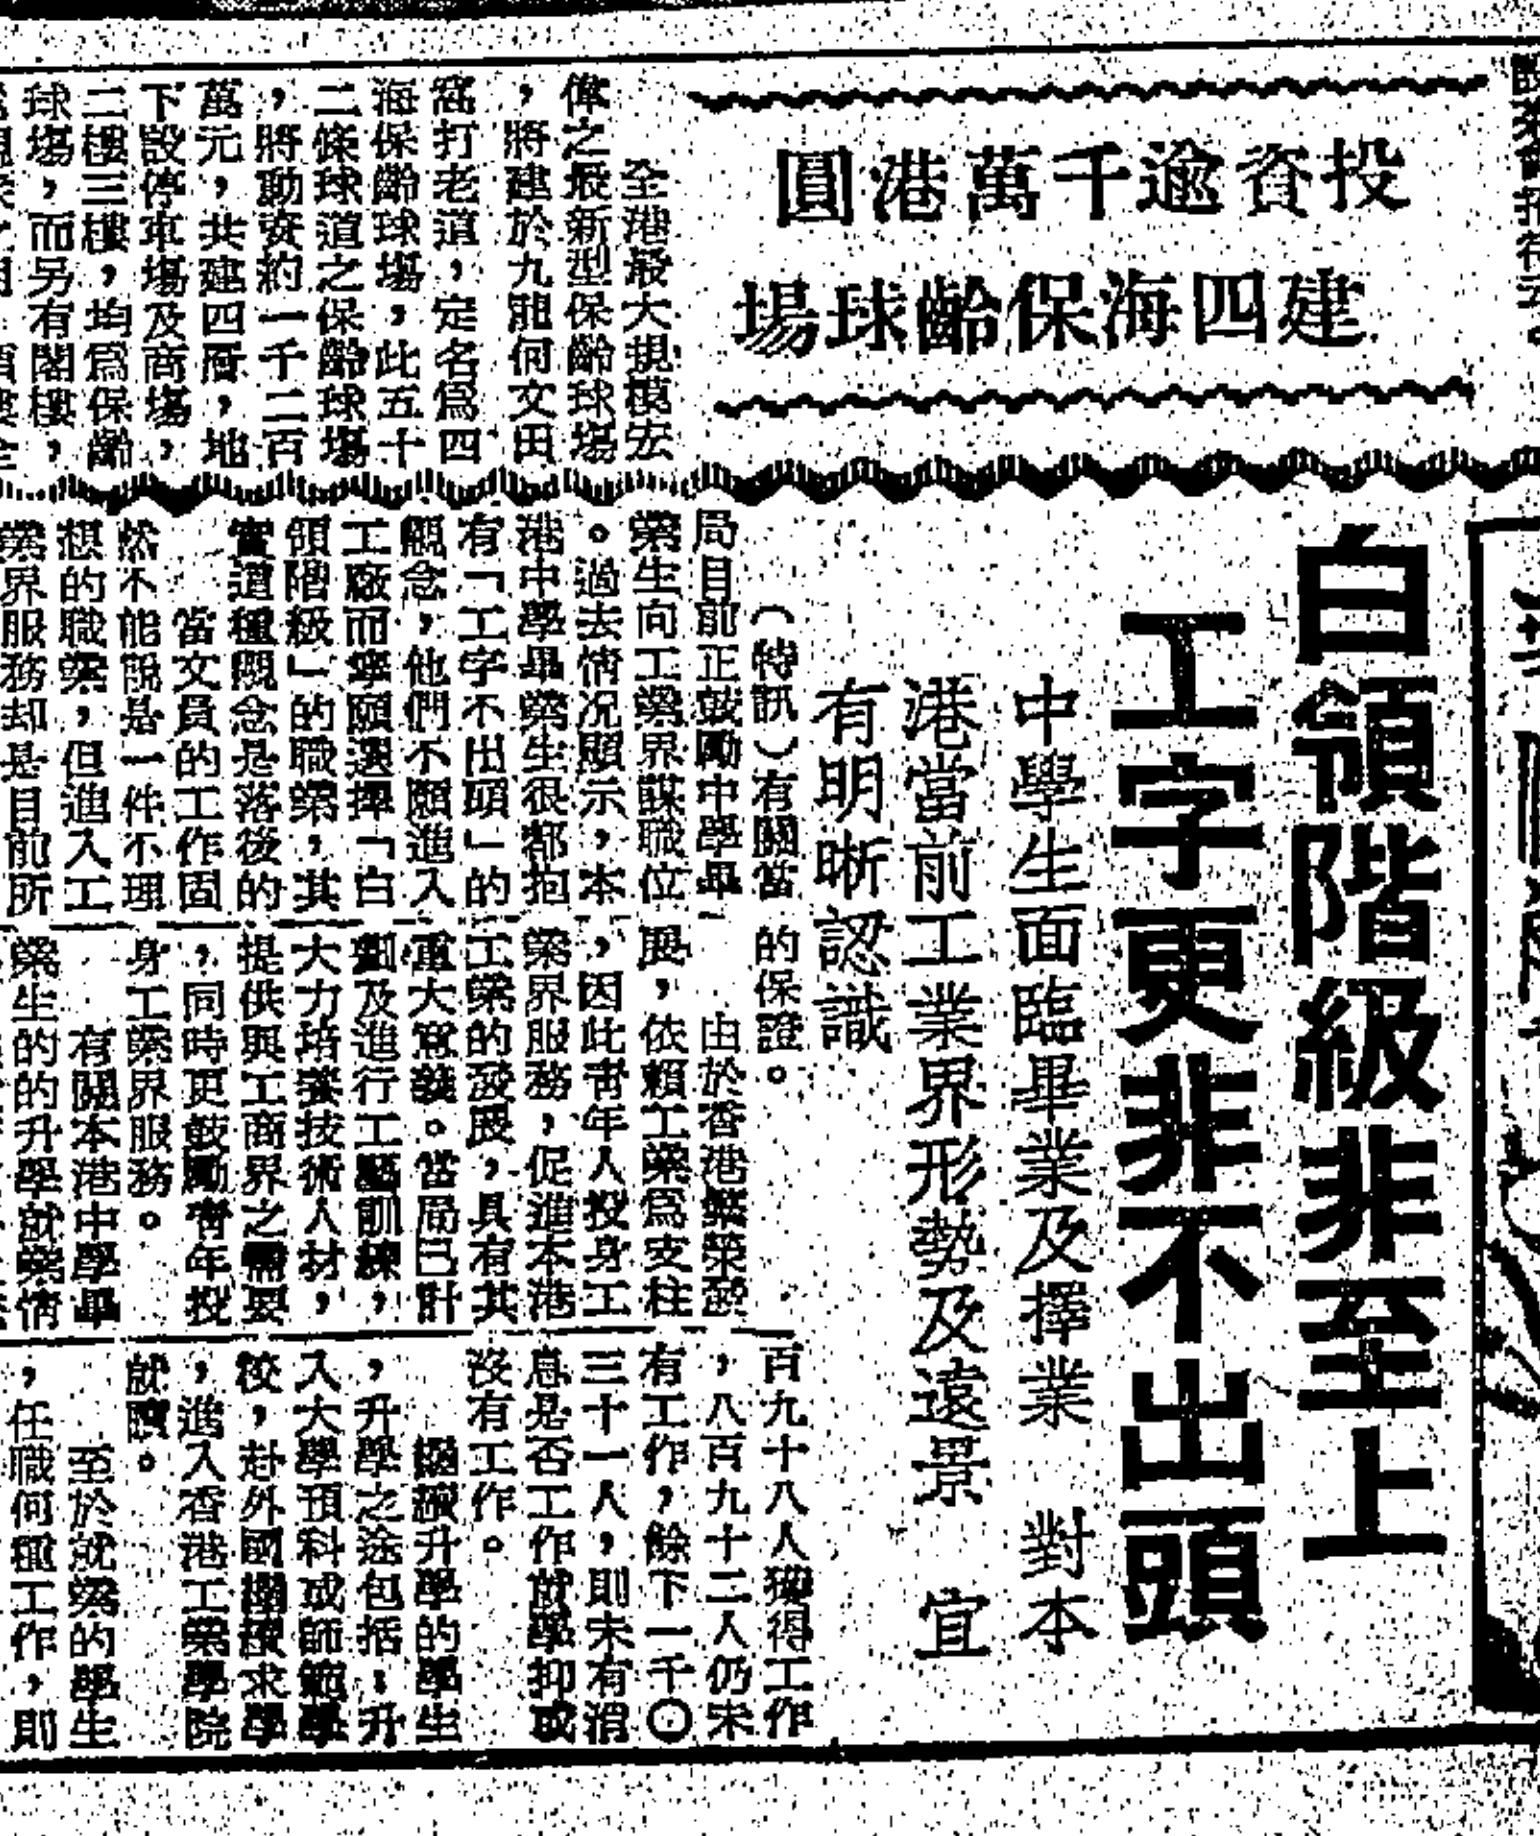 投資逾千萬港圓
建四海保齡球場
全港最大規模宏
偉之最新型保齡球場
，將建於九龍何文田
窩打老道，定名為四
海保齡球場，此五十
二條球道之保齡球場
，將動資約一千二百
萬元，共建四層，地
下設停車場及商場，
二樓三樓，均為保齡
球場，而另有閣樓，
白領階級非至上
工字更非不出頭
中學生面臨畢業及擇業 對本
港當前工業界形勢及遠景 宜
有明晰認識
（特訊）有關當
局目前正鼓勵中學畢
業生向工業界謀職位
。過去情况顯示，本
港中學畢業生很都抱
有「工字不出頭」的
觀念，他們不願進入
工廠而寧願選擇「白
領階級」的職業，其
實這種觀念是落後的
當文員的工作固
然不能說是一件不理
想的職業，但進入工
業界服務却是目前所
的保證。
由於香港繁榮發
展，依賴工業為支柱
，因此青年人投身工
業界服務，促進本港
工業的發展，具有其
重大意義。當局已計
劃及進行工藝訓練，
大力培養技術人材，
提供與工商界之需要
，同時更鼓勵青年投
身工業界服務。
有關本港中學畢
業生的的升學就業情
百九十八人獲得工作
，八百九十二人仍未
有工作，餘下一千〇
三十一人，則未有消
息是否工作就學抑或
沒有工作。
繼續升學的學生
，升學之途包括：升
入大學預科或師範學
校，赴外國繼續求學
，進入香港工業學院
就讀。
至於就業的學生
，任職何種工作，則